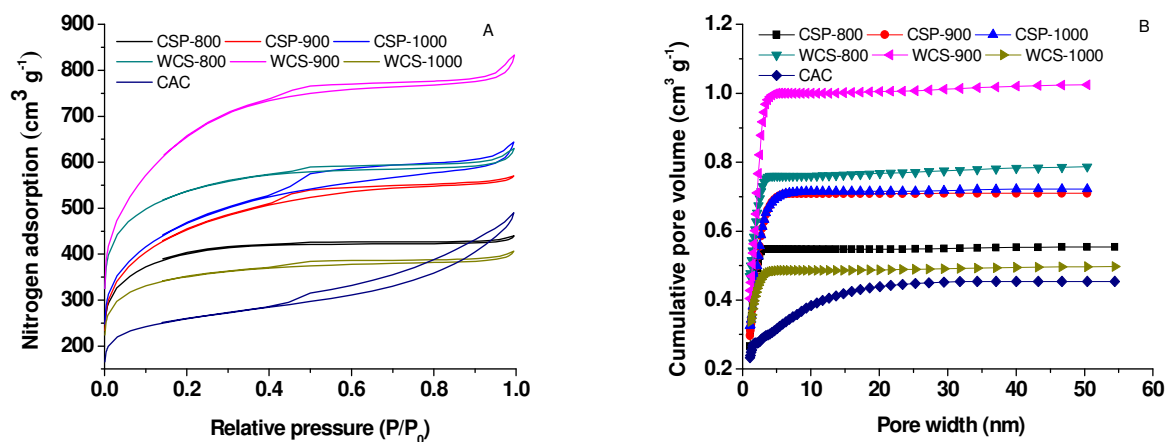 A
CSP-800 CSP-900 CSP-1000
WCS-800 WCS-900 WCS-1000
CAC
Nitrogen adsorption (cm³ g⁻¹)
900
800
700
600
500
400
300
200
0.0 0.2 0.4 0.6 0.8 1.0
Relative pressure (P/P₀)
B
CSP-800 CSP-900 CSP-1000
WCS-800 WCS-900 WCS-1000
CAC
Cumulative pore volume (cm³ g⁻¹)
1.2
1.0
0.8
0.6
0.4
0.2
0 10 20 30 40 50 60
Pore width (nm)